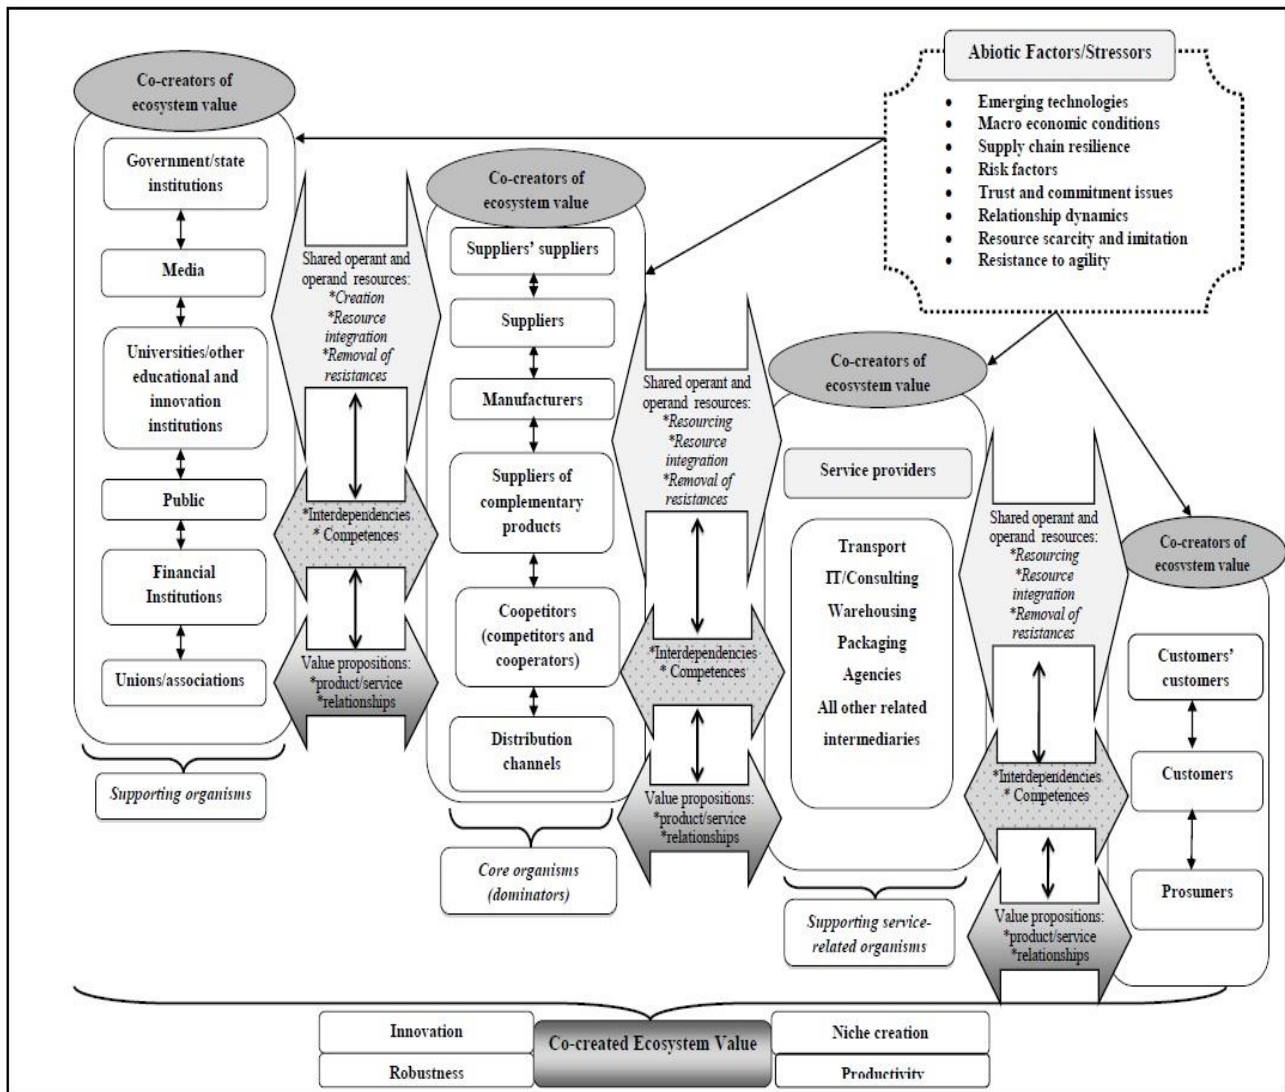 Co-creators of
ecosystem value
Government/state
institutions
Media
Universities/other
educational and
innovation
institutions
Public
Financial
Institutions
Unions/associations
Supporting organisms
Shared operant and
operand resources:
*Creation
*Resource
integration
*Removal of
resistances
*Interdependencies
* Competences
Value propositions:
*product/service
*relationships
Co-creators of
ecosystem value
Suppliers’ suppliers
Suppliers
Manufacturers
Suppliers of
complementary
products
Coopetitors
(competitors and
cooperators)
Distribution
channels
Core organisms
(dominators)
Shared operant and
operand resources:
*Resourcing
*Resource
integration
*Removal of
resistances
*Interdependencies
* Competences
Value propositions:
*product/service
*relationships
Abiotic Factors/Stressors
• Emerging technologies
• Macro economic conditions
• Supply chain resilience
• Risk factors
• Trust and commitment issues
• Relationship dynamics
• Resource scarcity and imitation
• Resistance to agility
Co-creators of
ecosystem value
Service providers
Transport
IT/Consulting
Warehousing
Packaging
Agencies
All other related
intermediaries
Supporting service-
related organisms
Shared operant and
operand resources:
*Resourcing
*Resource
integration
*Removal of
resistances
*Interdependencies
* Competences
Value propositions:
*product/service
*relationships
Co-creators of
ecosystem value
Customers’
customers
Customers
Prosumers
Innovation
Robustness
Co-created Ecosystem Value
Niche creation
Productivity